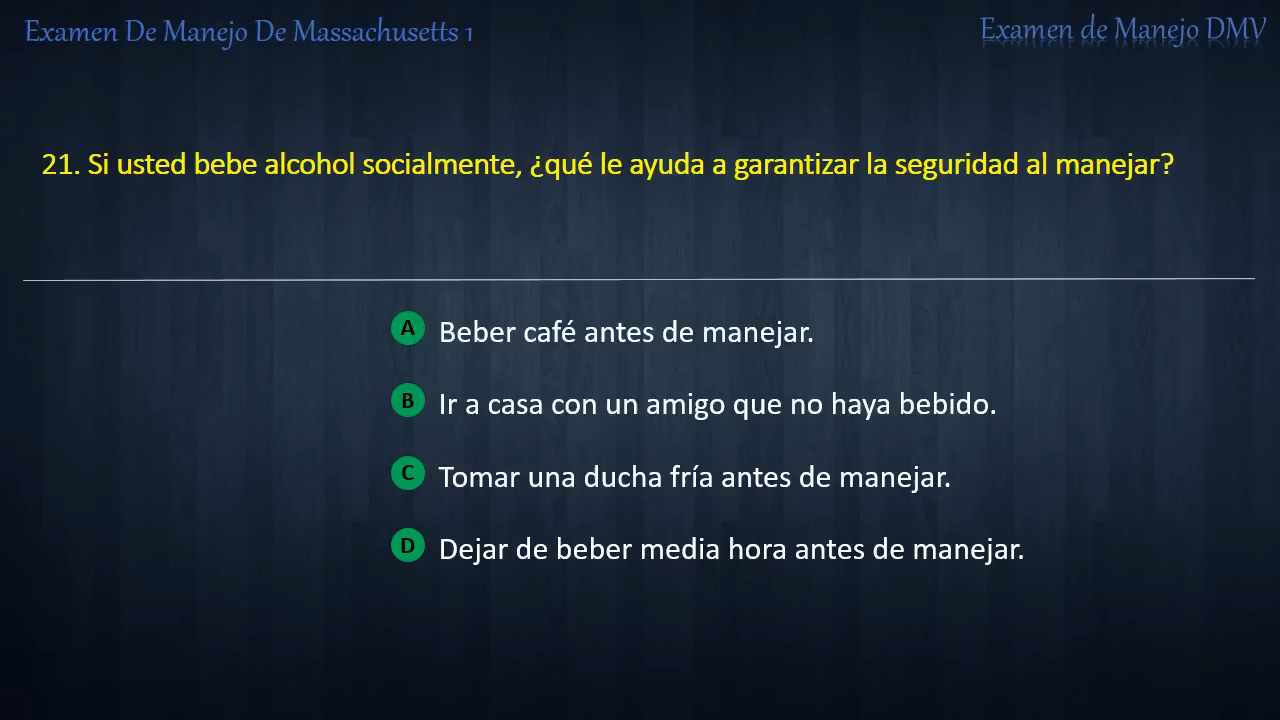 Examen De Manejo De Massachusetts 1
Examen de Manejo DMV
21. Si usted bebe alcohol socialmente, ¿qué le ayuda a garantizar la seguridad al manejar?
A Beber café antes de manejar.
B Ir a casa con un amigo que no haya bebido.
C Tomar una ducha fría antes de manejar.
D Dejar de beber media hora antes de manejar.